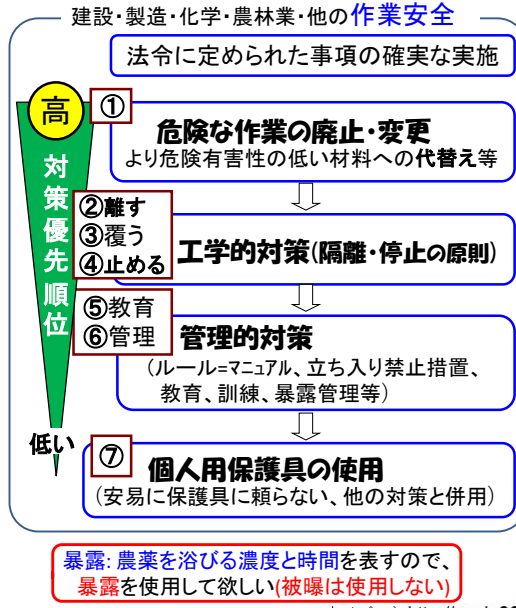 建設・製造・化学・農林業・他の作業安全
法令に定められた事項の確実な実施
高
対策優先順位
低い
①
危険な作業の廃止・変更
より危険有害性の低い材料への代替え等
②離す
③覆う
④止める
工学的対策(隔離・停止の原則)
⑤教育
⑥管理
管理的対策
(ルール=マニュアル、立ち入り禁止措置、
教育、訓練、暴露管理等)
⑦
個人用保護具の使用
(安易に保護具に頼らない、他の対策と併用)
暴露: 農薬を浴びる濃度と時間を表すので、
暴露を使用して欲しい(被曝は使用しない)